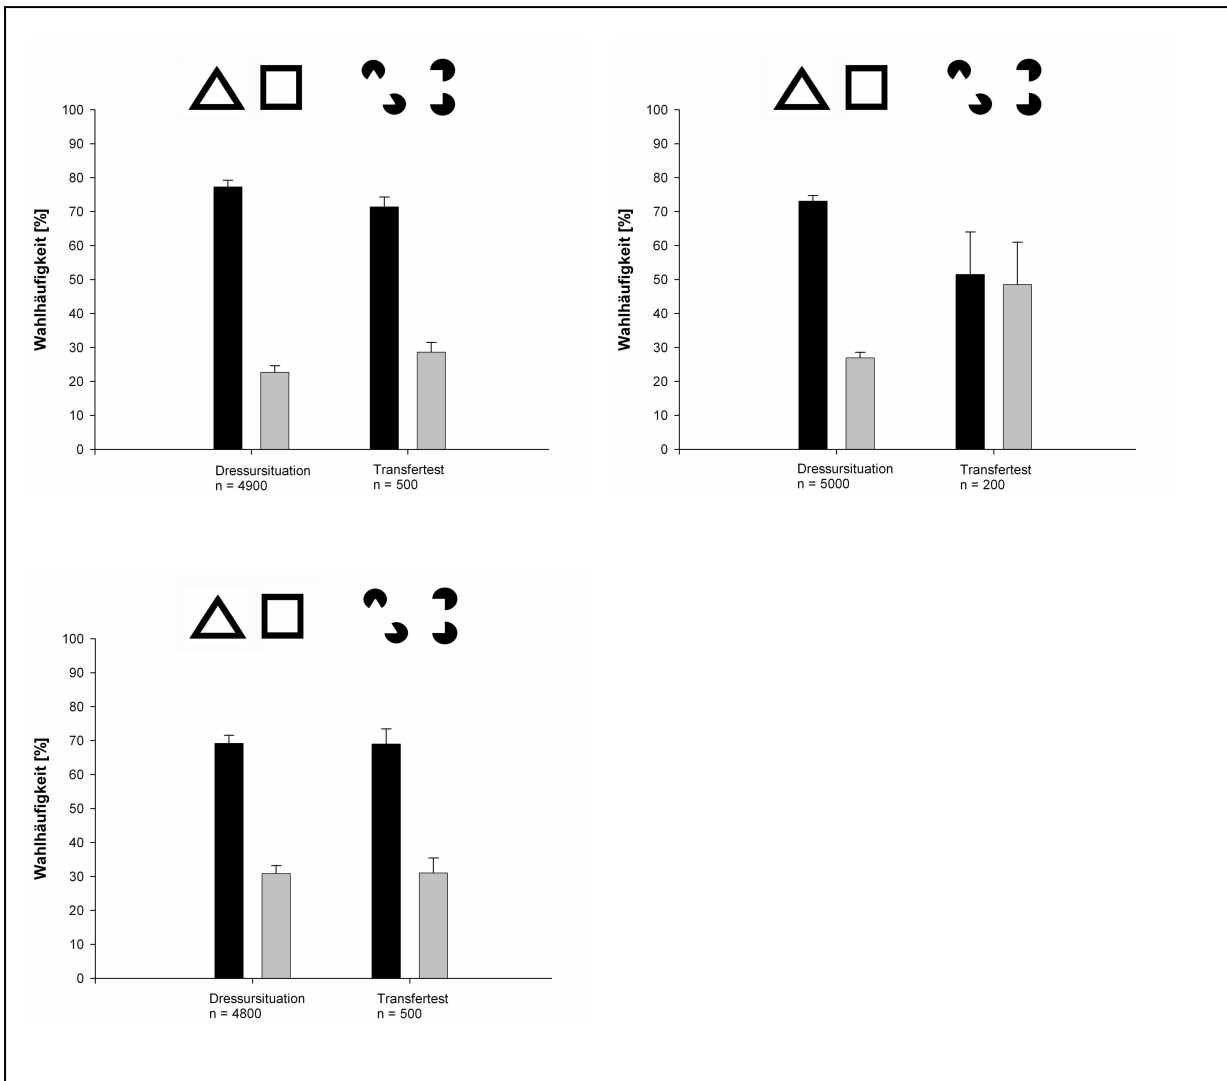 100
90
80
70
60
50
40
30
20
10
0
Wahlhäufigkeit [%]
Dressursituation
n = 4900
Transfertest
n = 500
100
90
80
70
60
50
40
30
20
10
0
Wahlhäufigkeit [%]
Dressursituation
n = 5000
Transfertest
n = 200
100
90
80
70
60
50
40
30
20
10
0
Wahlhäufigkeit [%]
Dressursituation
n = 4800
Transfertest
n = 500